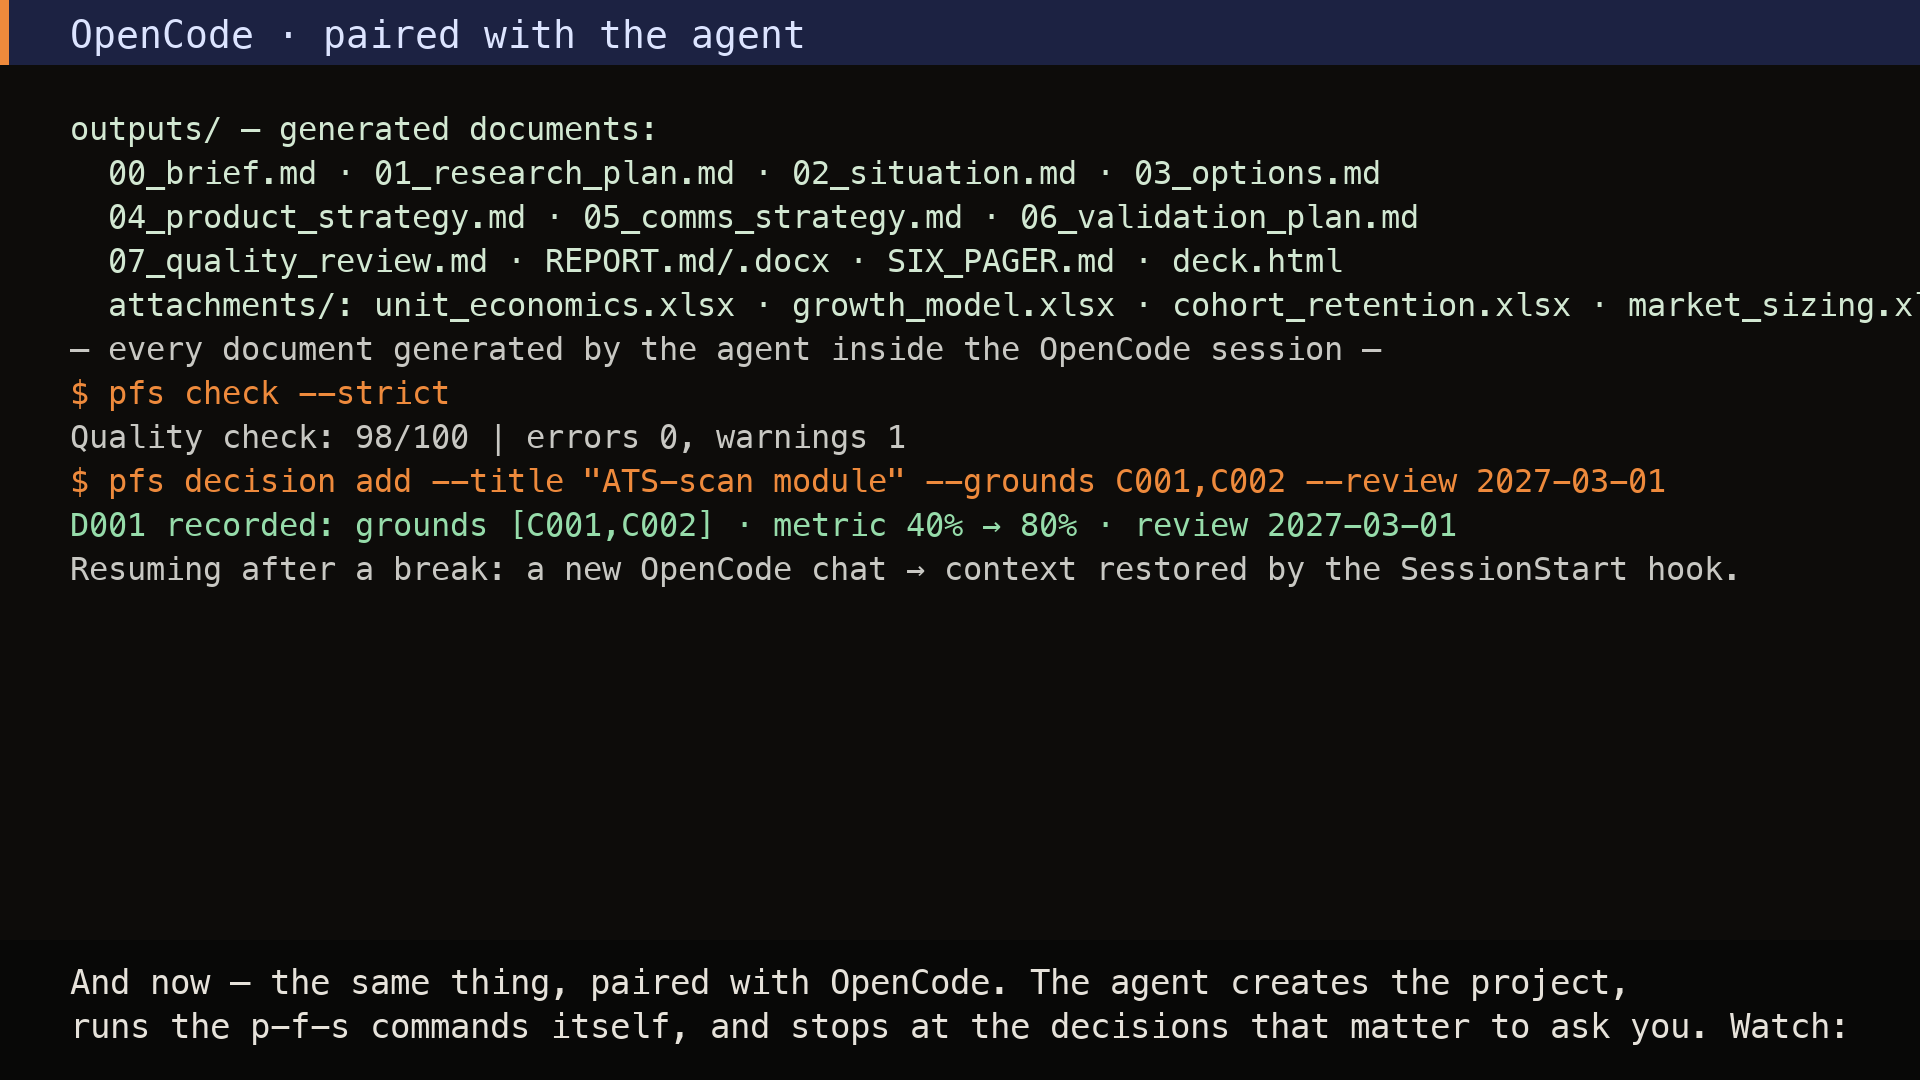 OpenCode · paired with the agent
outputs/ — generated documents:
00_brief.md · 01_research_plan.md · 02_situation.md · 03_options.md
04_product_strategy.md · 05_comms_strategy.md · 06_validation_plan.md
07_quality_review.md · REPORT.md/.docx · SIX_PAGER.md · deck.html
attachments/: unit_economics.xlsx · growth_model.xlsx · cohort_retention.xlsx · market_sizing.xl
— every document generated by the agent inside the OpenCode session —
$ pfs check --strict
Quality check: 98/100 | errors 0, warnings 1
$ pfs decision add --title "ATS-scan module" --grounds C001,C002 --review 2027-03-01
D001 recorded: grounds [C001,C002] · metric 40% → 80% · review 2027-03-01
Resuming after a break: a new OpenCode chat → context restored by the SessionStart hook.
And now — the same thing, paired with OpenCode. The agent creates the project,
runs the p-f-s commands itself, and stops at the decisions that matter to ask you. Watch: